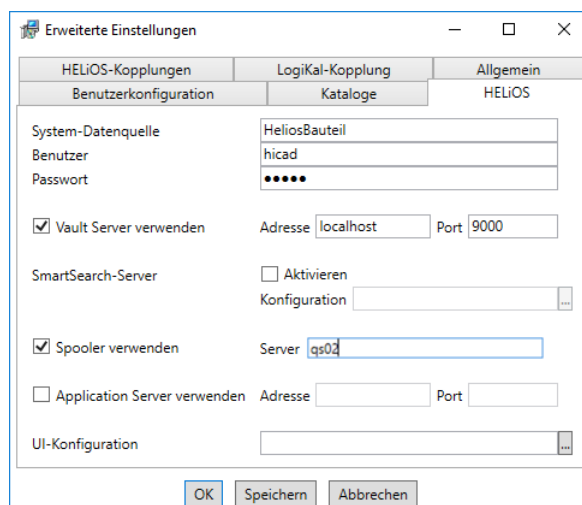 Erweiterte Einstellungen
HELiOS-Kopplungen LogiKal-Kopplung Allgemein
Benutzerkonfiguration Kataloge HELiOS
System-Datenquelle HeliosBauteil
Benutzer hicad
Passwort •••••
Vault Server verwenden Adresse localhost Port 9000
SmartSearch-Server Aktivieren
Konfiguration ...
Spooler verwenden Server qs02
Application Server verwenden Adresse Port
UI-Konfiguration ...
OK Speichern Abbrechen